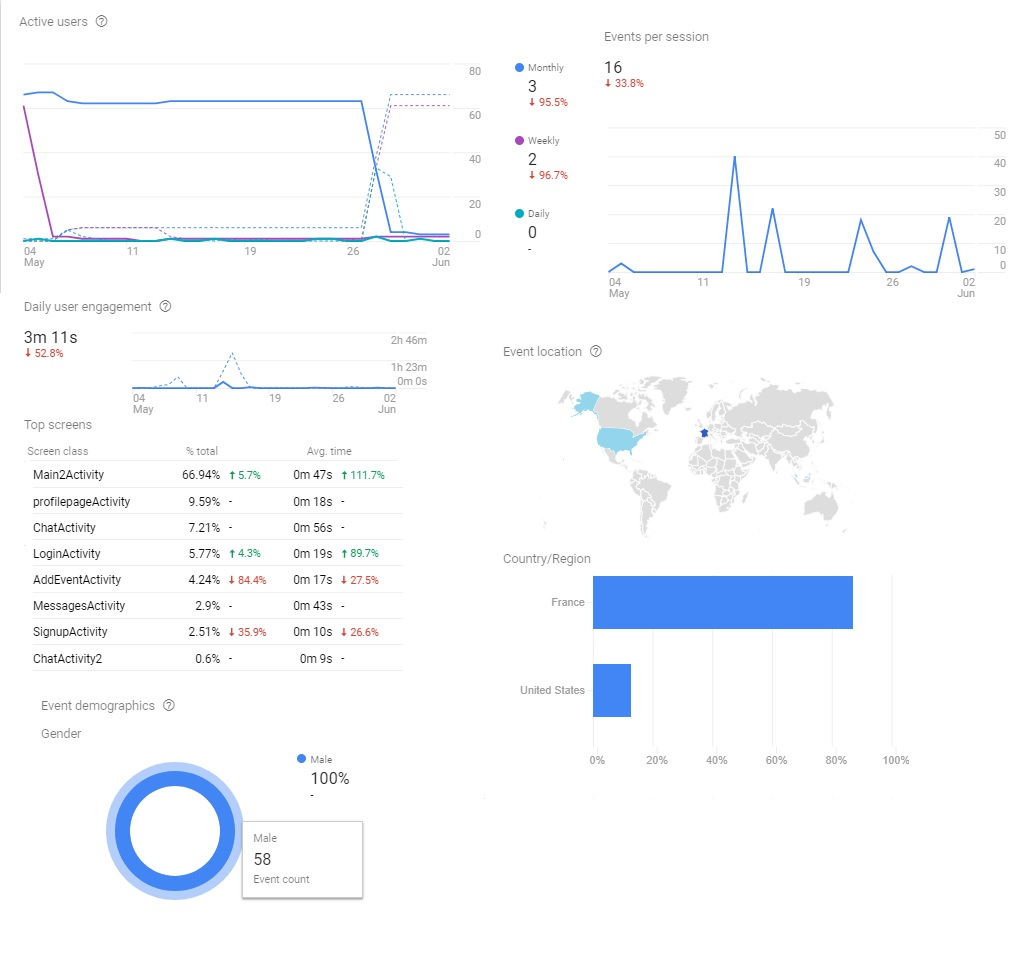 Active users ?
80
60
40
20
0
04 11 19 26 02
May Jun
Monthly
3
↓ 95.5%
Weekly
2
↓ 96.7%
Daily
0
-
Events per session
16
↓ 33.8%
50
40
30
20
10
0
04 11 19 26 02
May Jun
Daily user engagement ?
3m 11s
↓ 52.8%
2h 46m
1h 23m
0m 0s
04 11 19 26 02
May Jun
Top screens
Screen class % total Avg. time
Main2Activity 66.94% ↑ 5.7% 0m 47s ↑ 111.7%
profilepageActivity 9.59% - 0m 18s -
ChatActivity 7.21% - 0m 56s -
LoginActivity 5.77% ↑ 4.3% 0m 19s ↑ 89.7%
AddEventActivity 4.24% ↓ 84.4% 0m 17s ↓ 27.5%
MessagesActivity 2.9% - 0m 43s -
SignupActivity 2.51% ↓ 35.9% 0m 10s ↓ 26.6%
ChatActivity2 0.6% - 0m 9s -
Event location ?
Country/Region
France
United States
0% 20% 40% 60% 80% 100%
Event demographics ?
Gender
Male
100%
-
Male
58
Event count